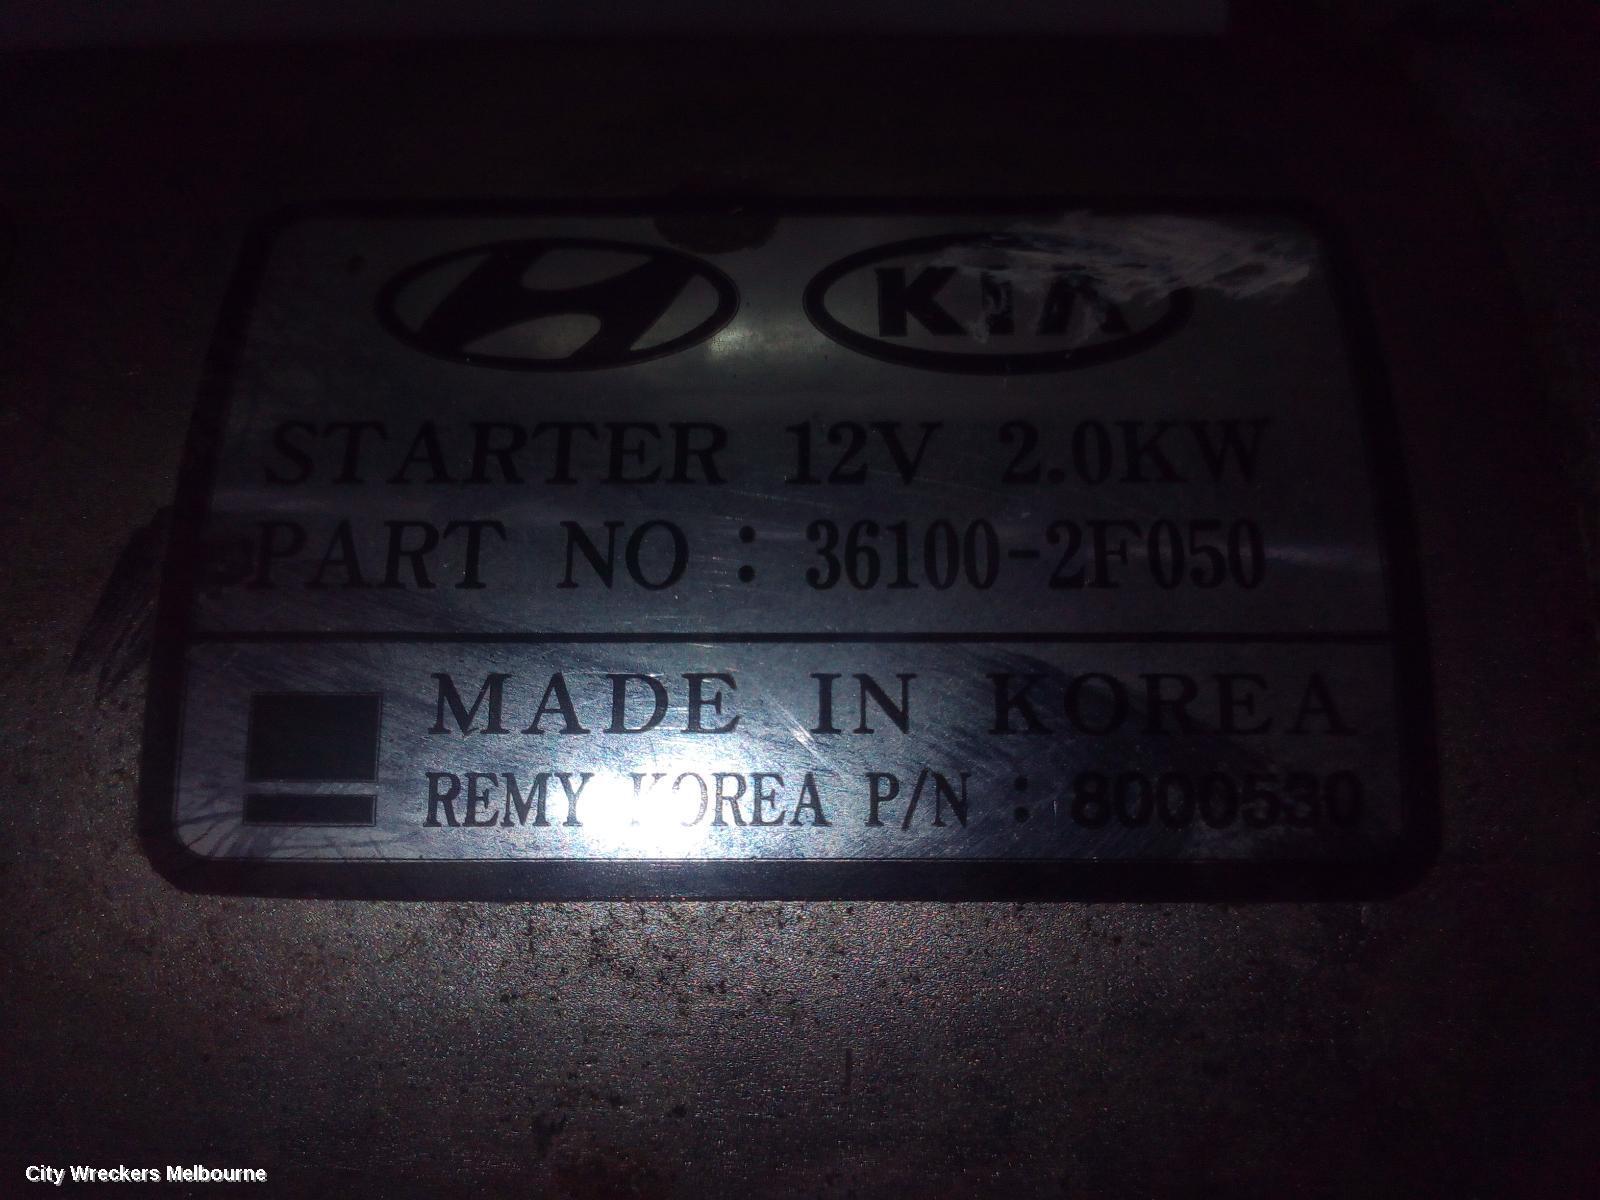 KIA
STARTER 12V 2.0KW
PART NO : 36100-2F050
MADE IN KOREA
REMY KOREA P/N : 8000530
City Wreckers Melbourne